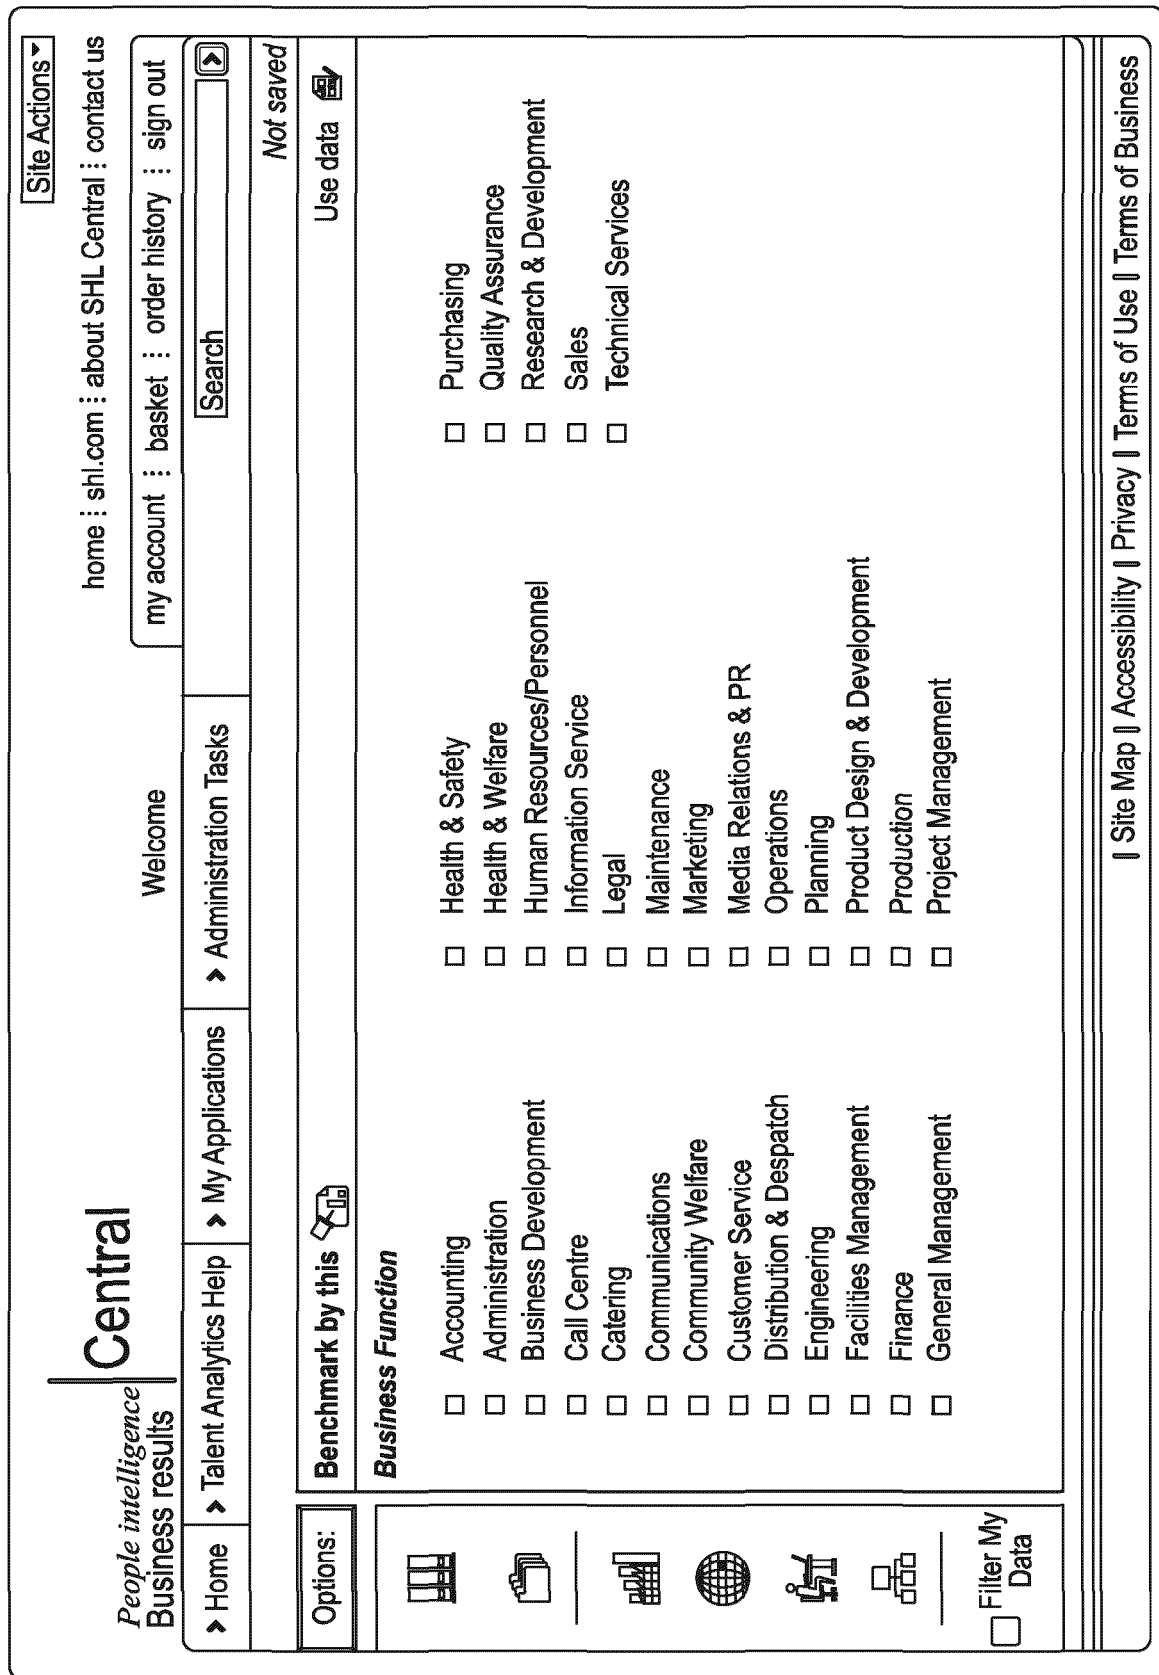 Site Actions
home ⋮ shl.com ⋮ about SHL Central ⋮ contact us
People intelligence
Business results
Central
Welcome
my account ⋮ basket ⋮ order history ⋮ sign out
Home
Talent Analytics Help
My Applications
Administration Tasks
Search
Not saved
Options:
Benchmark by this
Use data
Business Function
Accounting
Administration
Business Development
Call Centre
Catering
Communications
Community Welfare
Customer Service
Distribution & Despatch
Engineering
Facilities Management
Finance
General Management
Health & Safety
Health & Welfare
Human Resources/Personnel
Information Service
Legal
Maintenance
Marketing
Media Relations & PR
Operations
Planning
Product Design & Development
Production
Project Management
Purchasing
Quality Assurance
Research & Development
Sales
Technical Services
Filter My
Data
|| Site Map || Accessibility || Privacy || Terms of Use || Terms of Business